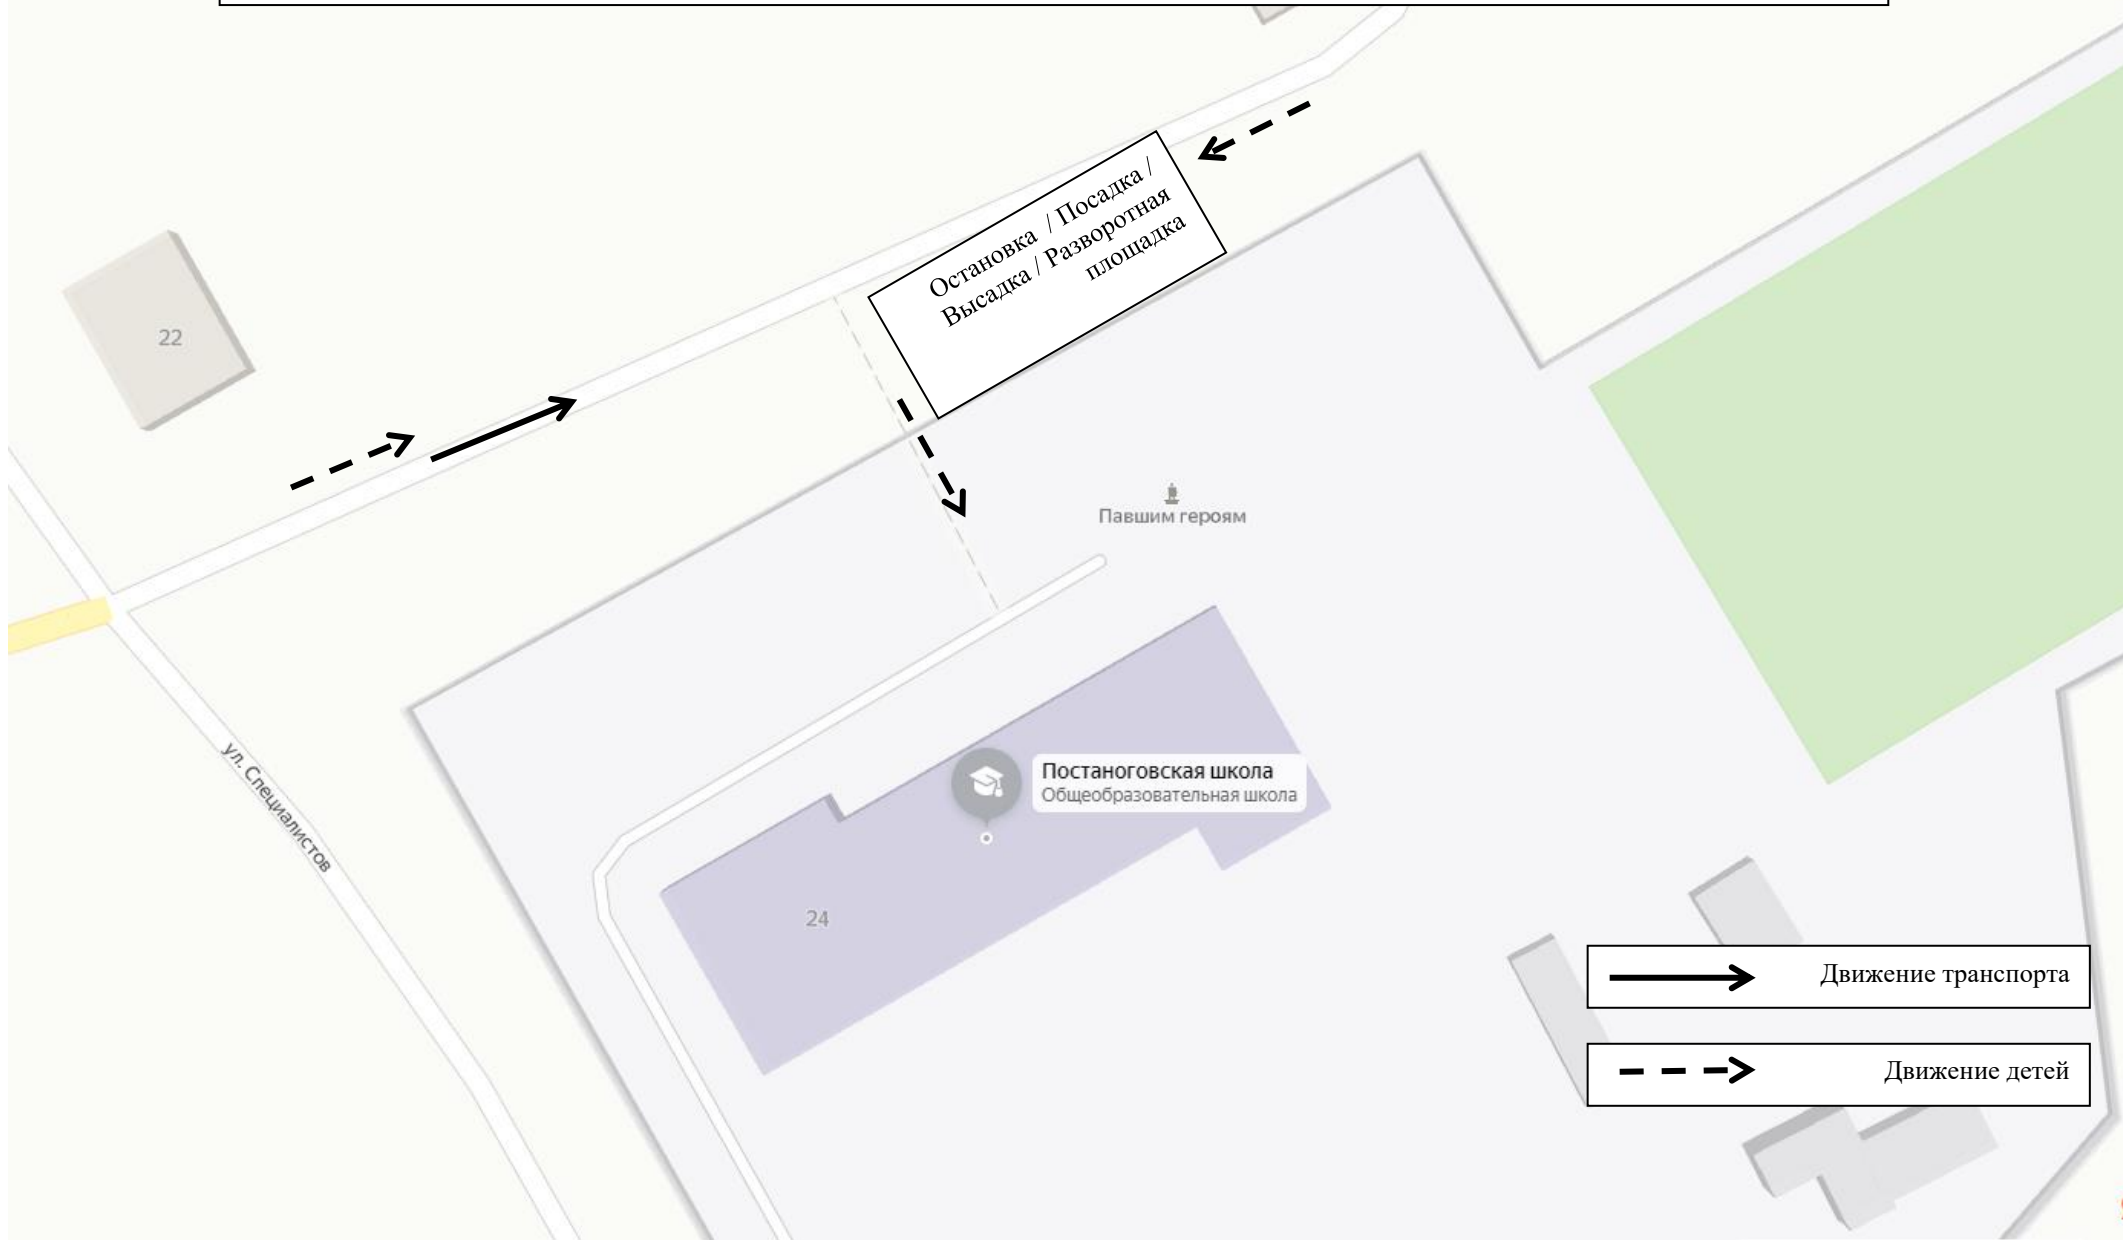 Остановка / Посадка /
Высадка / Разворотная
площадка
22
Павшим героям
ул. Специалистов
Постаноговская школа
Общеобразовательная школа
24
Движение транспорта
Движение детей